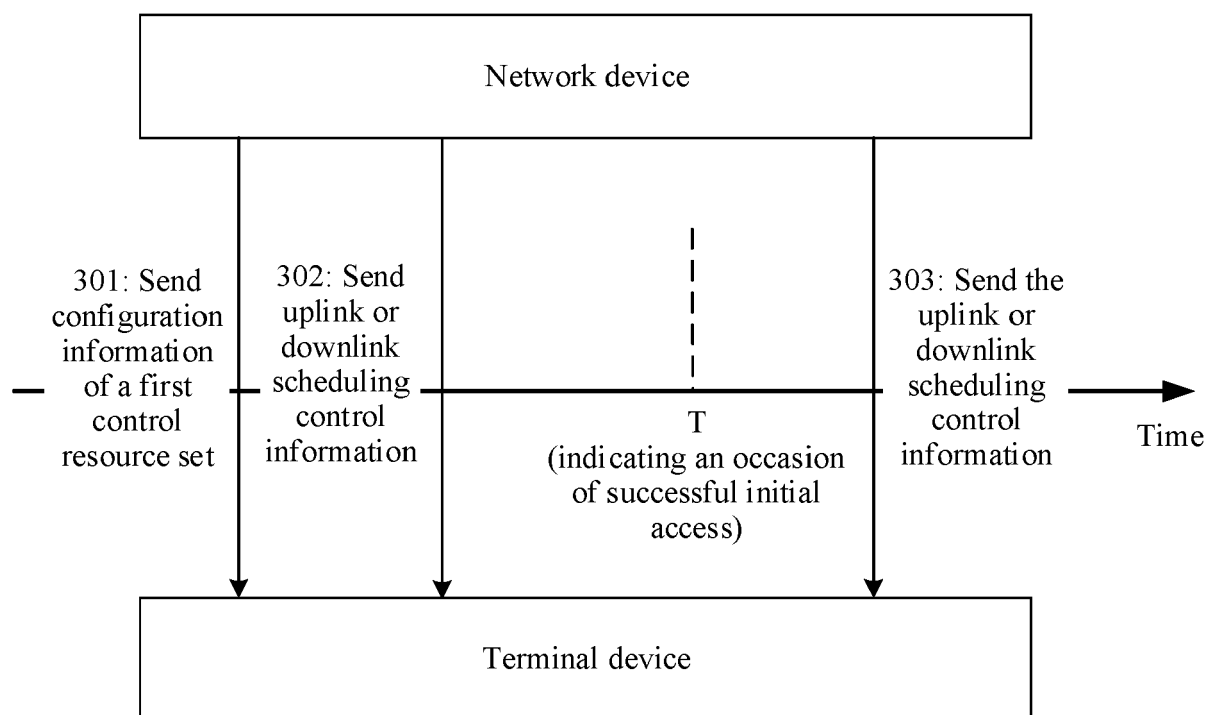 Network device
301: Send
configuration
information
of a first
control
resource set
302: Send
uplink or
downlink
scheduling
control
information
T
(indicating an occasion
of successful initial
access)
303: Send the
uplink or
downlink
scheduling
control
information
Time
Terminal device